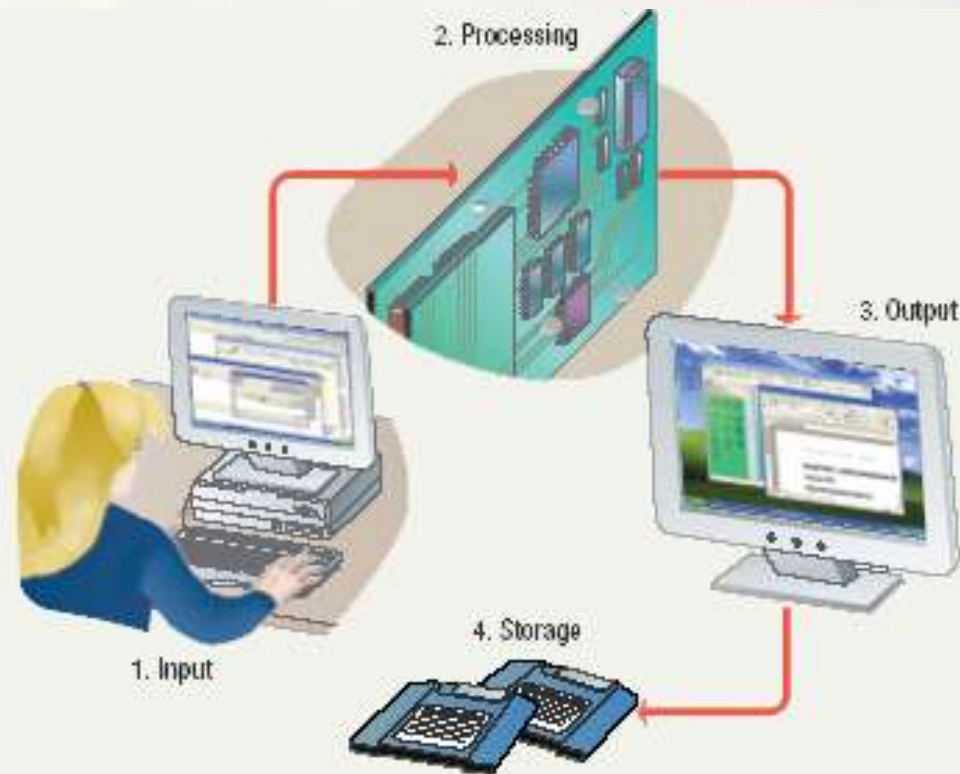 1. Input
2. Processing
3. Output
4. Storage